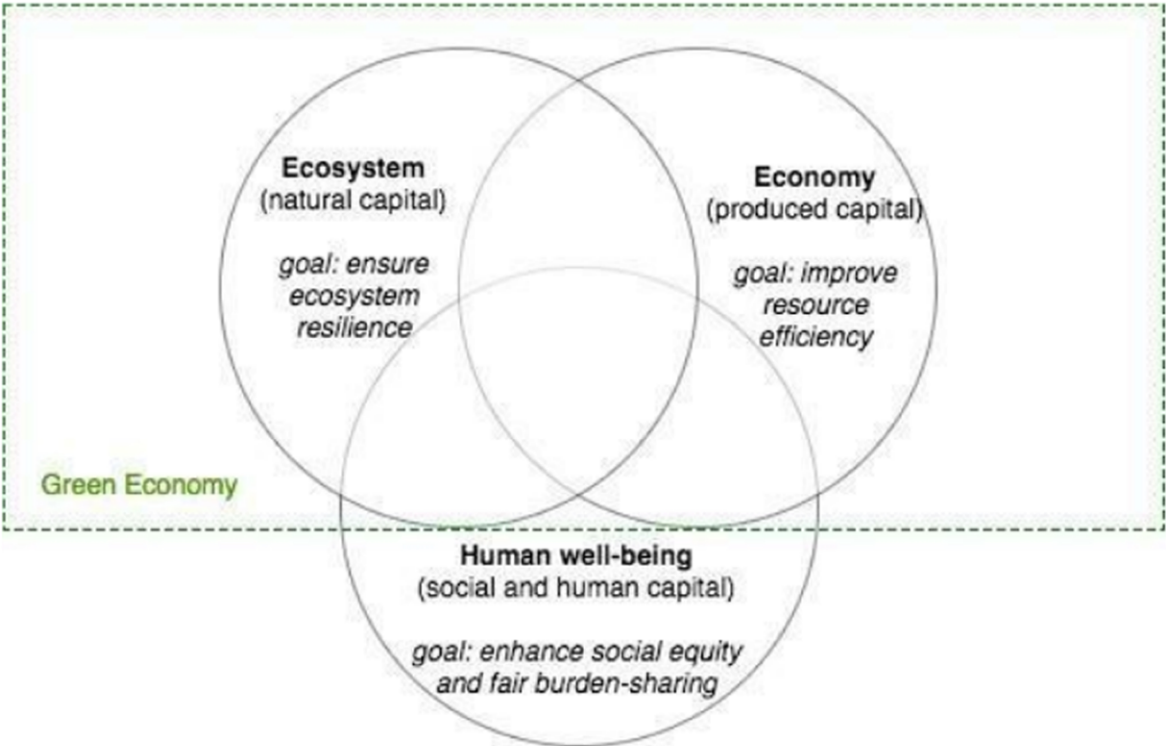 Ecosystem
(natural capital)
goal: ensure
ecosystem
resilience
Economy
(produced capital)
goal: improve
resource
efficiency
Green Economy
Human well-being
(social and human capital)
goal: enhance social equity
and fair burden-sharing